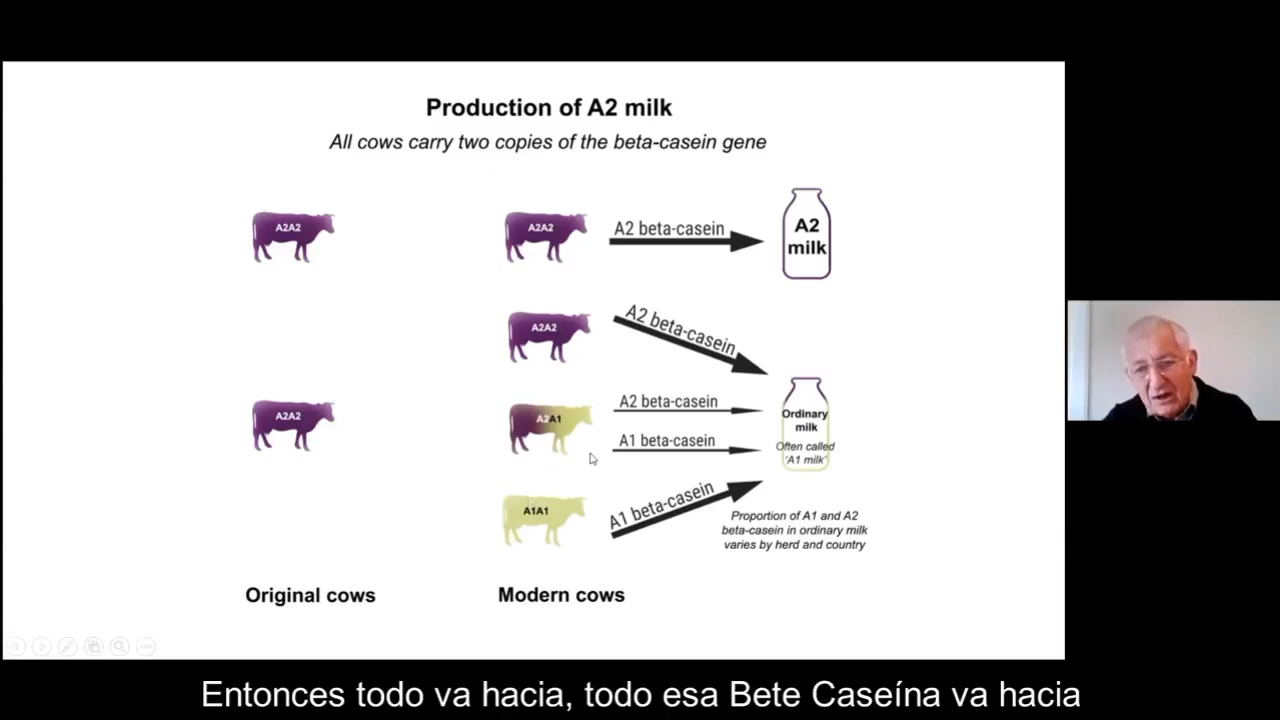 Production of A2 milk
All cows carry two copies of the beta-casein gene
A2A2
A2A2
A2 beta-casein
A2
milk
A2A2
A2 beta-casein
A2A2
A2A1
A2 beta-casein
A1 beta-casein
Ordinary
milk
Often called
'A1 milk'
A1A1
A1 beta-casein
Proportion of A1 and A2
beta-casein in ordinary milk
varies by herd and country
Original cows
Modern cows
Entonces todo va hacia, todo esa Bete Caseína va hacia